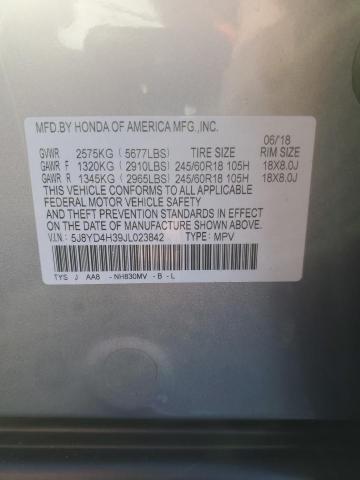 MFD.BY HONDA OF AMERICA MFG.,INC.
06/18
GVWR 2575KG (5677LBS) TIRE SIZE RIM SIZE
GAWR F 1320KG (2910LBS) 245/60R18 105H 18X8.0J
GAWR R 1345KG (2965LBS) 245/60R18 105H 18X8.0J
THIS VEHICLE CONFORMS TO ALL APPLICABLE
FEDERAL MOTOR VEHICLE SAFETY
AND THEFT PREVENTION STANDARDS IN EFFECT
ON THE DATE OF MANUFACTURE SHOWN ABOVE.
V.I.N: 5J8YD4H39JL023842 TYPE: MPV
TYS J AA8 -NH830MV -B -L